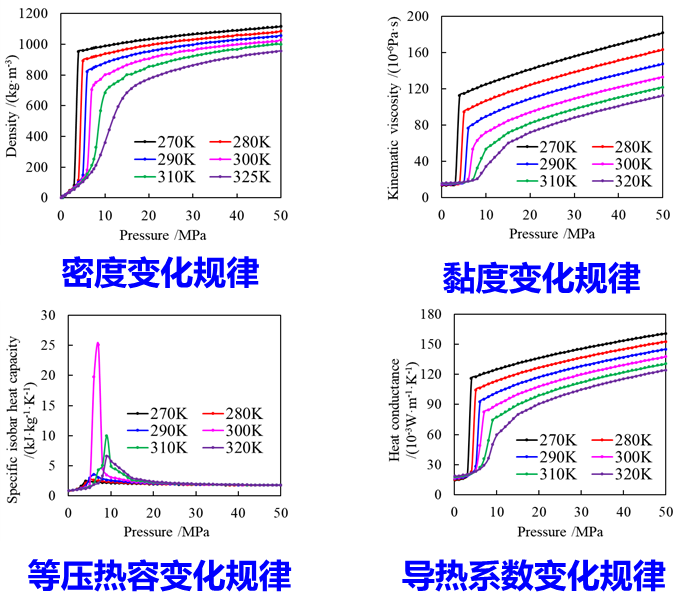 1200
1000
800
600
400
200
0
Density /(kg·m⁻³)
270K 280K
290K 300K
310K 325K
0 10 20 30 40 50
Pressure /MPa
密度变化规律
200
160
120
80
40
0
Kinematic viscosity /(10⁻⁶Pa·s)
270K 280K
290K 300K
310K 320K
0 10 20 30 40 50
Pressure /MPa
黏度变化规律
30
25
20
15
10
5
0
Specific isobar heat capacity
/(kJ·kg⁻¹·K⁻¹)
270K 280K
290K 300K
310K 320K
0 10 20 30 40 50
Pressure /MPa
等压热容变化规律
180
150
120
90
60
30
0
Heat conductance
/(10⁻³W·m⁻¹·K⁻¹)
270K 280K
290K 300K
310K 320K
0 10 20 30 40 50
Pressure /MPa
导热系数变化规律